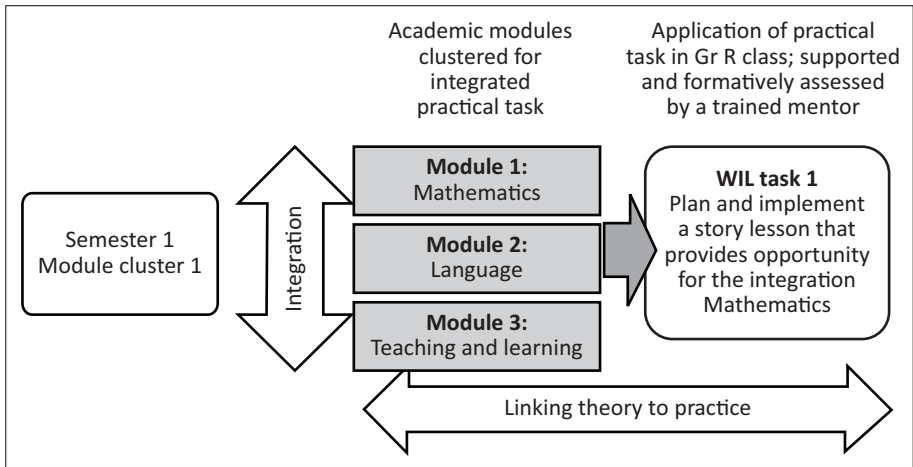 Academic modules
clustered for
integrated
practical task
Application of practical
task in Gr R class; supported
and formatively assessed
by a trained mentor
Semester 1
Module cluster 1
Integration
Module 1:
Mathematics
Module 2:
Language
Module 3:
Teaching and learning
WIL task 1
Plan and implement
a story lesson that
provides opportunity
for the integration
Mathematics
Linking theory to practice